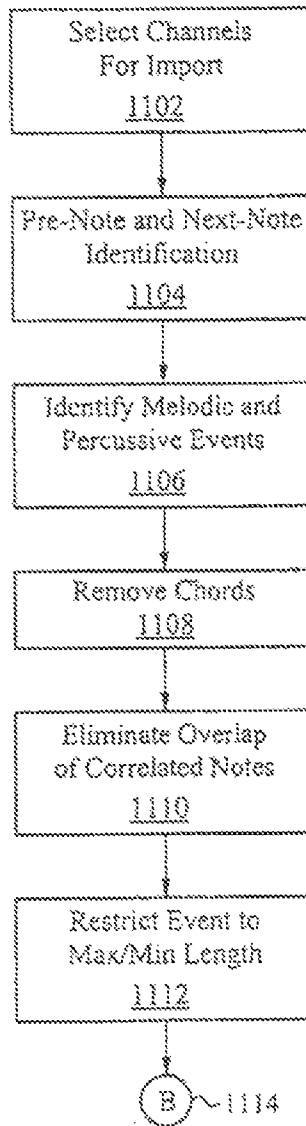 Select Channels
For Import
1102
Pre-Note and Next-Note
Identification
1104
Identify Melodic and
Percussive Events
1106
Remove Chords
1108
Eliminate Overlap
of Correlated Notes
1110
Restrict Event to
Max/Min Length
1112
B 1114